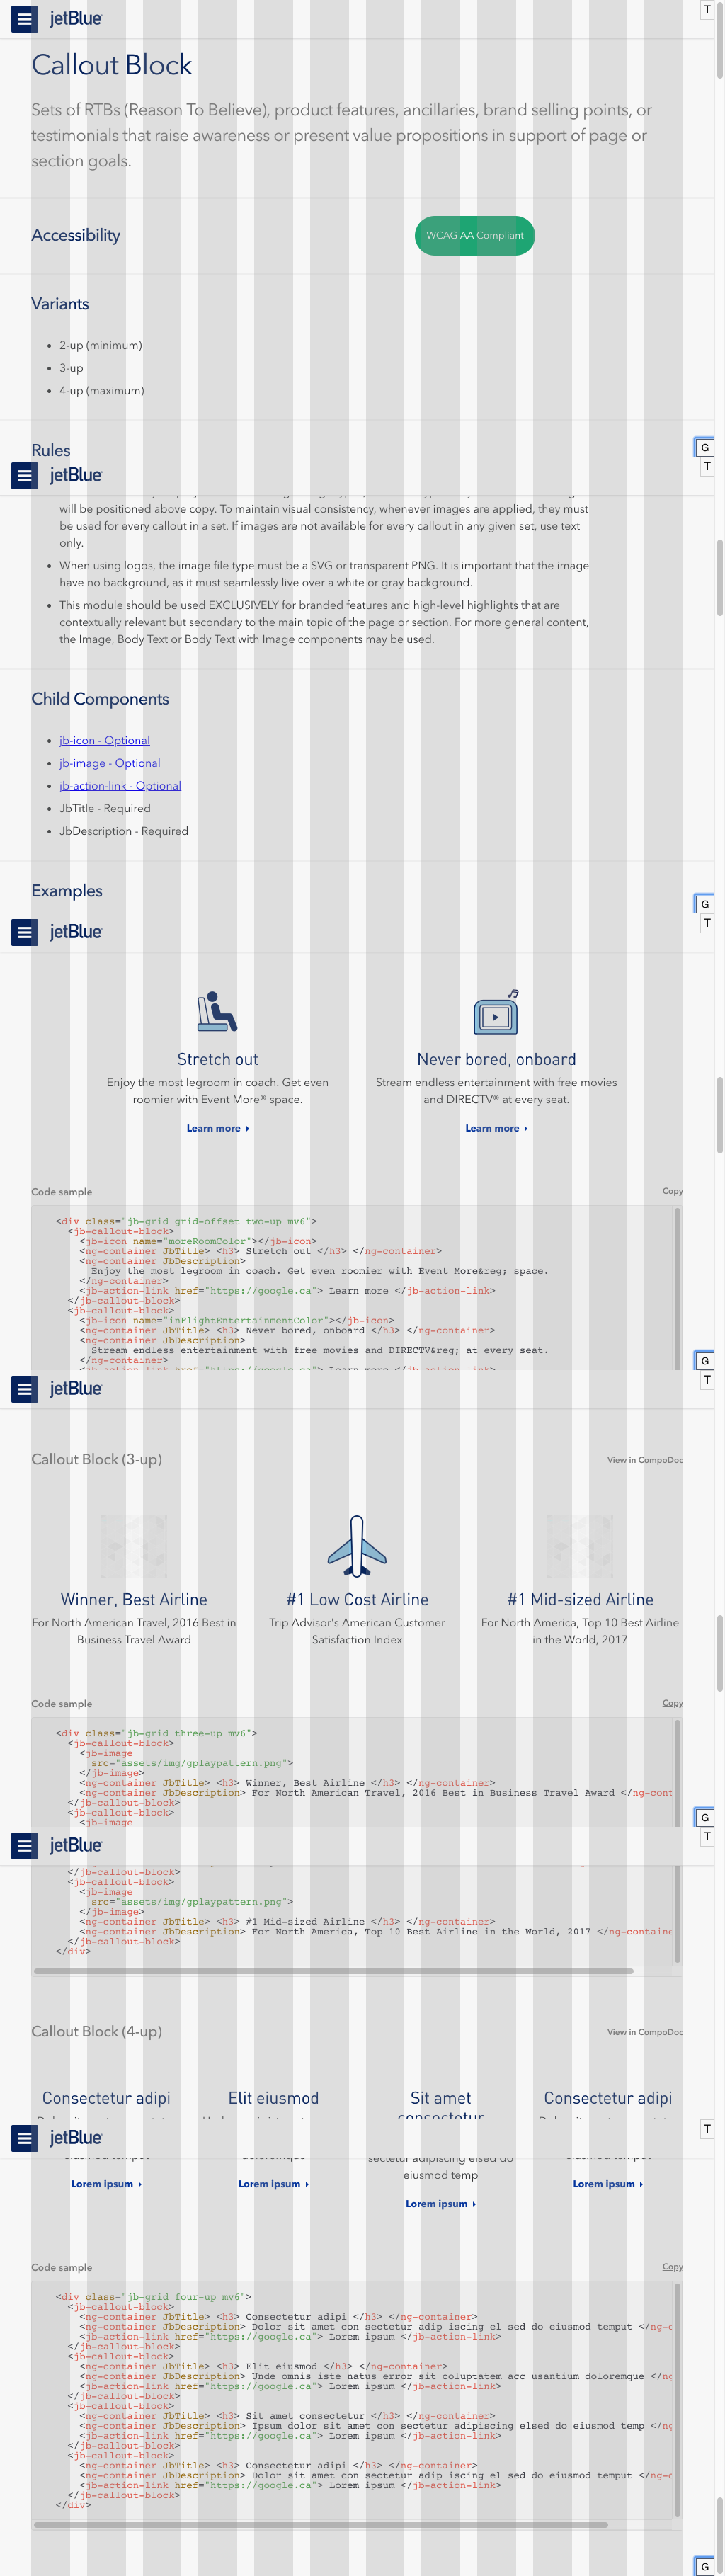 jetBlue
T
Callout Block
Sets of RTBs (Reason To Believe), product features, ancillaries, brand selling points, or
testimonials that raise awareness or present value propositions in support of page or
section goals.
Accessibility
WCAG AA Compliant
Variants
• 2-up (minimum)
• 3-up
• 4-up (maximum)
Rules
G
jetBlue
T
will be positioned above copy. To maintain visual consistency, whenever images are applied, they must
be used for every callout in a set. If images are not available for every callout in any given set, use text
only.
• When using logos, the image file type must be a SVG or transparent PNG. It is important that the image
have no background, as it must seamlessly live over a white or gray background.
• This module should be used EXCLUSIVELY for branded features and high-level highlights that are
contextually relevant but secondary to the main topic of the page or section. For more general content,
the Image, Body Text or Body Text with Image components may be used.
Child Components
• jb-icon - Optional
• jb-image - Optional
• jb-action-link - Optional
• JbTitle - Required
• JbDescription - Required
Examples
G
jetBlue
T
Stretch out
Enjoy the most legroom in coach. Get even
roomier with Event More® space.
Learn more
Never bored, onboard
Stream endless entertainment with free movies
and DIRECTV® at every seat.
Learn more
Code sample
Copy
<div class="jb-grid grid-offset two-up mv6">
<jb-callout-block>
<jb-icon name="moreRoomColor"></jb-icon>
<ng-container JbTitle> <h3> Stretch out </h3> </ng-container>
<ng-container JbDescription>
Enjoy the most legroom in coach. Get even roomier with Event More&reg; space.
</ng-container>
<jb-action-link href="https://google.ca"> Learn more </jb-action-link>
</jb-callout-block>
<jb-callout-block>
<jb-icon name="inFlightEntertainmentColor"></jb-icon>
<ng-container JbTitle> <h3> Never bored, onboard </h3> </ng-container>
<ng-container JbDescription>
Stream endless entertainment with free movies and DIRECTV&reg; at every seat.
</ng-container>
<jb-action-link href="https://google.ca"> Learn more </jb-action-link>
G
jetBlue
T
Callout Block (3-up)
View in CompoDoc
Winner, Best Airline
For North American Travel, 2016 Best in
Business Travel Award
#1 Low Cost Airline
Trip Advisor's American Customer
Satisfaction Index
#1 Mid-sized Airline
For North America, Top 10 Best Airline
in the World, 2017
Code sample
Copy
<div class="jb-grid three-up mv6">
<jb-callout-block>
<jb-image
src="assets/img/gplaypattern.png">
</jb-image>
<ng-container JbTitle> <h3> Winner, Best Airline </h3> </ng-container>
<ng-container JbDescription> For North American Travel, 2016 Best in Business Travel Award </ng-cont
</jb-callout-block>
<jb-callout-block>
<jb-image
G
jetBlue
T
</jb-callout-block>
<jb-callout-block>
<jb-image
src="assets/img/gplaypattern.png">
</jb-image>
<ng-container JbTitle> <h3> #1 Mid-sized Airline </h3> </ng-container>
<ng-container JbDescription> For North America, Top 10 Best Airline in the World, 2017 </ng-containe
</jb-callout-block>
</div>
Callout Block (4-up)
View in CompoDoc
Consectetur adipi
Elit eiusmod
Sit amet
consectetur
Consectetur adipi
jetBlue
T
sectetur adipiscing elsed do
eiusmod temp
Lorem ipsum
Lorem ipsum
Lorem ipsum
Lorem ipsum
Code sample
Copy
<div class="jb-grid four-up mv6">
<jb-callout-block>
<ng-container JbTitle> <h3> Consectetur adipi </h3> </ng-container>
<ng-container JbDescription> Dolor sit amet con sectetur adip iscing el sed do eiusmod temput </ng-c
<jb-action-link href="https://google.ca"> Lorem ipsum </jb-action-link>
</jb-callout-block>
<jb-callout-block>
<ng-container JbTitle> <h3> Elit eiusmod </h3> </ng-container>
<ng-container JbDescription> Unde omnis iste natus error sit coluptatem acc usantium doloremque </ng
<jb-action-link href="https://google.ca"> Lorem ipsum </jb-action-link>
</jb-callout-block>
<jb-callout-block>
<ng-container JbTitle> <h3> Sit amet consectetur </h3> </ng-container>
<ng-container JbDescription> Ipsum dolor sit amet con sectetur adipiscing elsed do eiusmod temp </ng
<jb-action-link href="https://google.ca"> Lorem ipsum </jb-action-link>
</jb-callout-block>
<jb-callout-block>
<ng-container JbTitle> <h3> Consectetur adipi </h3> </ng-container>
<ng-container JbDescription> Dolor sit amet con sectetur adip iscing el sed do eiusmod temput </ng-c
<jb-action-link href="https://google.ca"> Lorem ipsum </jb-action-link>
</jb-callout-block>
</div>
G